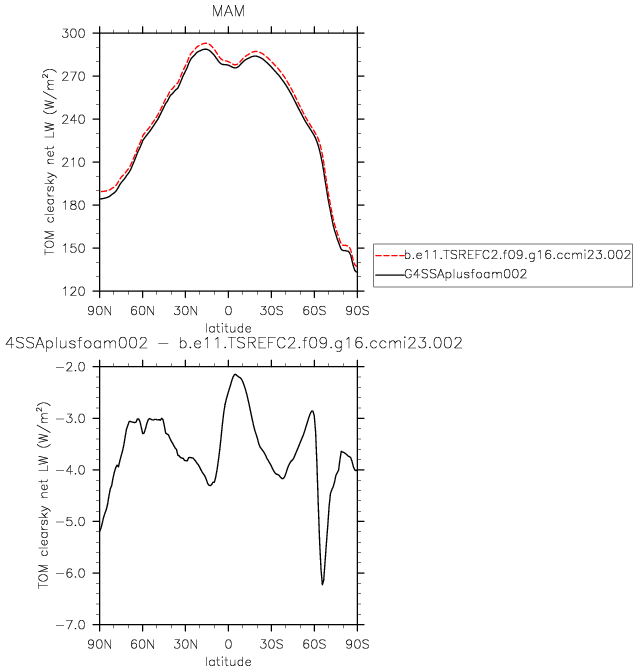 MAM
300
270
240
210
180
150
120
TOM clearsky net LW (W/m²)
90N 60N 30N 0 30S 60S 90S
latitude
b.e11.TSREFC2.f09.g16.ccmi23.002
G4SSAplusfoam002
4SSAplusfoam002 − b.e11.TSREFC2.f09.g16.ccmi23.002
−2.0
−3.0
−4.0
−5.0
−6.0
−7.0
TOM clearsky net LW (W/m²)
90N 60N 30N 0 30S 60S 90S
latitude